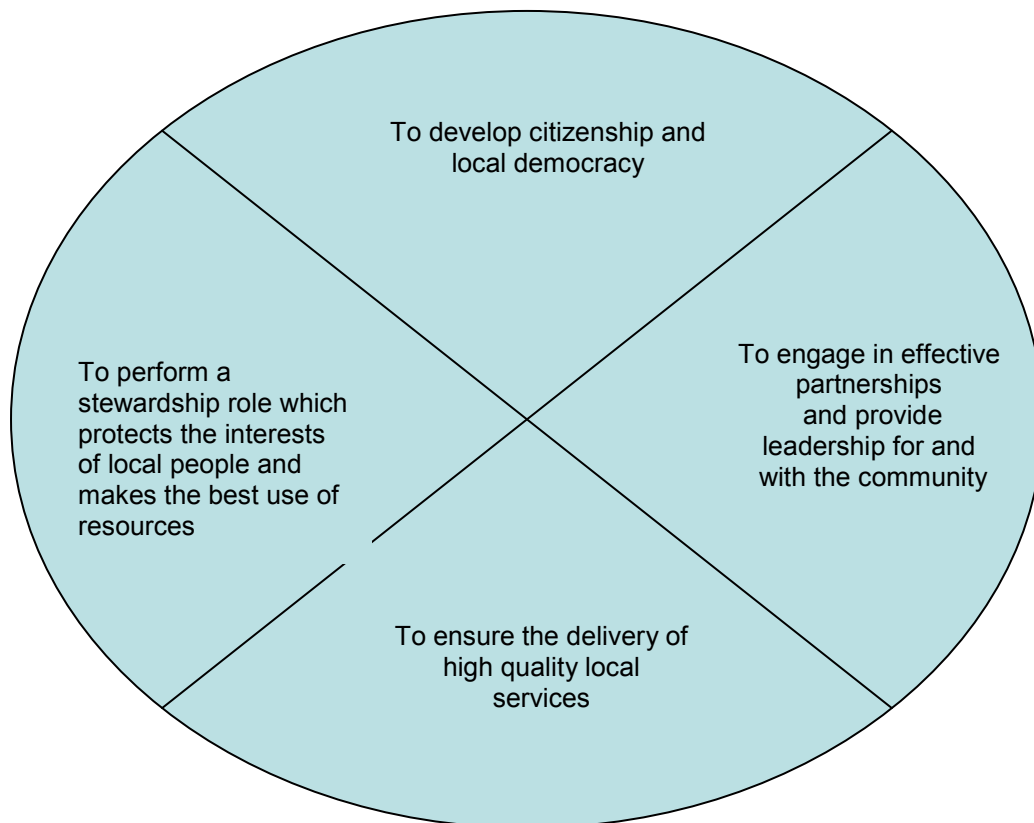 To develop citizenship and
local democracy
To perform a
stewardship role which
protects the interests
of local people and
makes the best use of
resources
To engage in effective
partnerships
and provide
leadership for and
with the community
To ensure the delivery of
high quality local
services